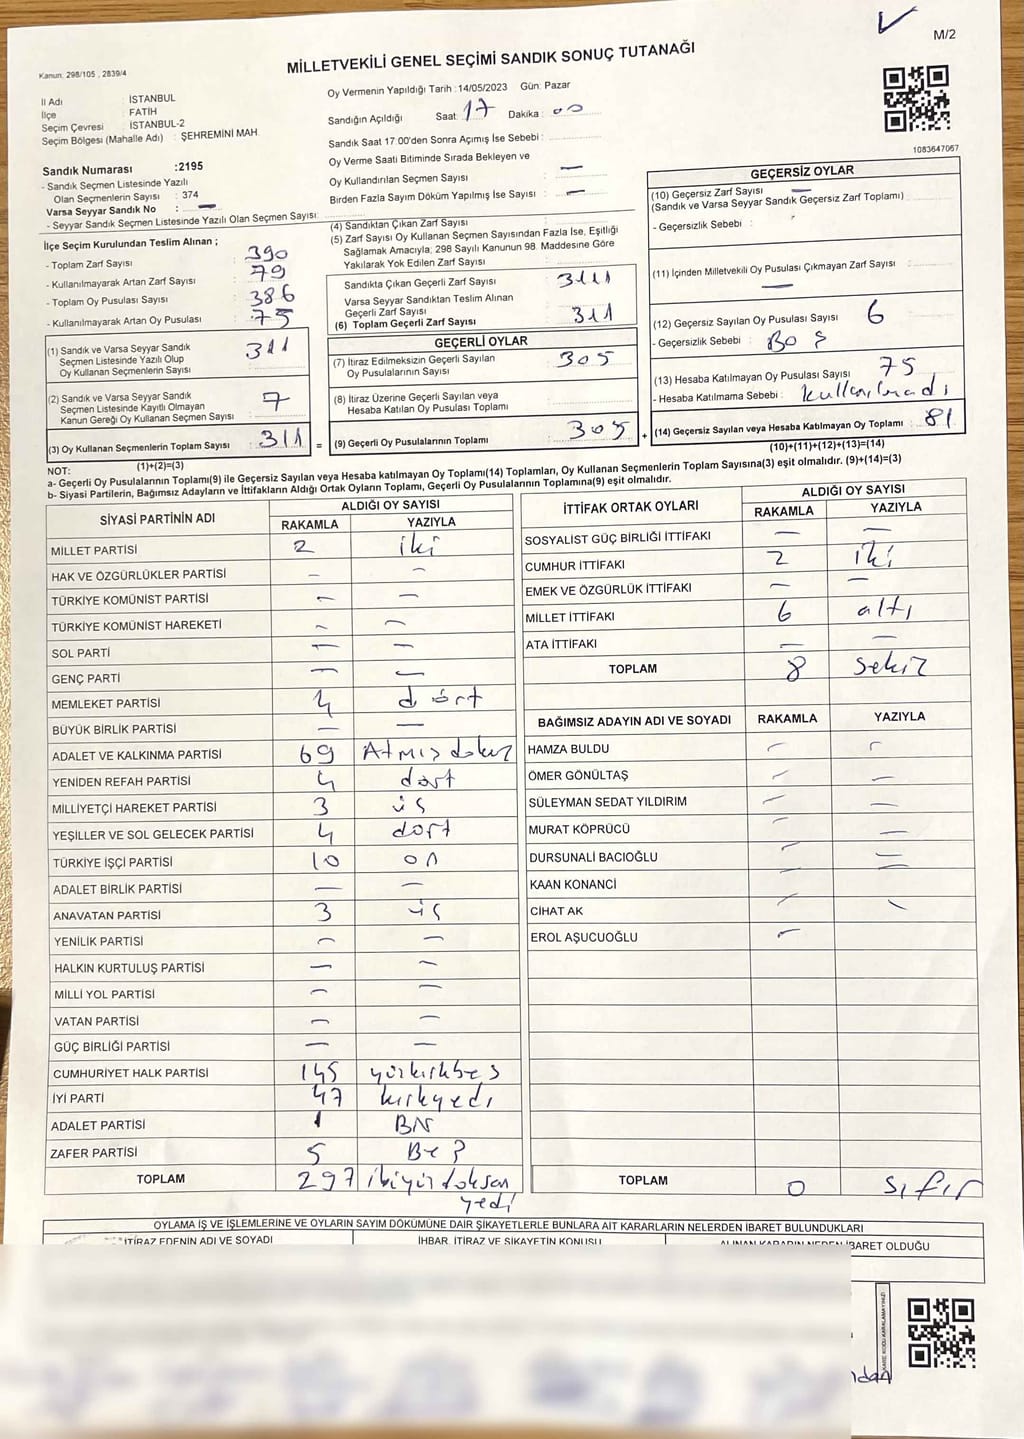 M/2
Kanun. 298/105 , 2839/4
MİLLETVEKİLİ GENEL SEÇİMİ SANDIK SONUÇ TUTANAĞI
İl Adı : İSTANBUL
İlçe : FATİH
Seçim Çevresi : İSTANBUL-2
Seçim Bölgesi (Mahalle Adı) : ŞEHREMİNİ MAH.
Sandık Numarası :2195
- Sandık Seçmen Listesinde Yazılı
Olan Seçmenlerin Sayısı : 374
Varsa Seyyar Sandık No : —
- Seyyar Sandık Seçmen Listesinde Yazılı Olan Seçmen Sayısı:
Oy Vermenin Yapıldığı Tarih :14/05/2023 Gün: Pazar
Sandığın Açıldığı Saat: 17 Dakika : 00
Sandık Saat 17 00'den Sonra Açımış İse Sebebi :
Oy Verme Saati Bitiminde Sırada Bekleyen ve
Oy Kullandırılan Seçmen Sayısı : —
Birden Fazla Sayım Döküm Yapılmış İse Sayısı : —
1083647067
İlçe Seçim Kurulundan Teslim Alınan ;
- Toplam Zarf Sayısı : 390
- Kullanılmayarak Artan Zarf Sayısı : 79
- Toplam Oy Pusulası Sayısı : 386
- Kullanılmayarak Artan Oy Pusulası : 75
(1) Sandık ve Varsa Seyyar Sandık
Seçmen Listesinde Yazılı Olup
Oy Kullanan Seçmenlerin Sayısı : 311
(2) Sandık ve Varsa Seyyar Sandık
Seçmen Listesinde Kayıtlı Olmayan
Kanun Gereği Oy Kullanan Seçmen Sayısı : 7
(3) Oy Kullanan Seçmenlerin Toplam Sayısı : 311 =
(1)+(2)=(3)
(4) Sandıktan Çıkan Zarf Sayısı :
(5) Zarf Sayısı Oy Kullanan Seçmen Sayısından Fazla İse, Eşitliği
Sağlamak Amacıyla; 298 Sayılı Kanunun 98. Maddesine Göre
Yakılarak Yok Edilen Zarf Sayısı :
Sandıkta Çıkan Geçerli Zarf Sayısı : 3111
Varsa Seyyar Sandıktan Teslim Alınan
Geçerli Zarf Sayısı : 311
(6) Toplam Geçerli Zarf Sayısı :
GEÇERLİ OYLAR
(7) İtiraz Edilmeksizin Geçerli Sayılan
Oy Pusulalarının Sayısı : 305
(8) İtiraz Üzerine Geçerli Sayılan veya
Hesaba Katılan Oy Pusulası Toplamı :
(9) Geçerli Oy Pusulalarının Toplamı : 305 +
GEÇERSİZ OYLAR
(10) Geçersiz Zarf Sayısı : —
(Sandık ve Varsa Seyyar Sandık Geçersiz Zarf Toplamı)
- Geçersizlik Sebebi :
(11) İçinden Milletvekili Oy Pusulası Çıkmayan Zarf Sayısı :
—
(12) Geçersiz Sayılan Oy Pusulası Sayısı : 6
- Geçersizlik Sebebi : Boş
(13) Hesaba Katılmayan Oy Pusulası Sayısı : 75
- Hesaba Katılmama Sebebi : kullanılmadı
(14) Geçersiz Sayılan veya Hesaba Katılmayan Oy Toplamı : 81
(10)+(11)+(12)+(13)=(14)
NOT:
a- Geçerli Oy Pusulalarının Toplamı(9) ile Geçersiz Sayılan veya Hesaba katılmayan Oy Toplamı(14) Toplamları, Oy Kullanan Seçmenlerin Toplam Sayısına(3) eşit olmalıdır. (9)+(14)=(3)
b- Siyasi Partilerin, Bağımsız Adayların ve İttifakların Aldığı Ortak Oyların Toplamı, Geçerli Oy Pusulalarının Toplamına(9) eşit olmalıdır.
SİYASİ PARTİNİN ADI ALDIĞI OY SAYISI
RAKAMLA YAZIYLA
MİLLET PARTİSİ 2 iki
HAK VE ÖZGÜRLÜKLER PARTİSİ — —
TÜRKİYE KOMÜNİST PARTİSİ — —
TÜRKİYE KOMÜNİST HAREKETİ — —
SOL PARTİ — —
GENÇ PARTİ — —
MEMLEKET PARTİSİ 4 dört
BÜYÜK BİRLİK PARTİSİ — —
ADALET VE KALKINMA PARTİSİ 69 Atmışdokuz
YENİDEN REFAH PARTİSİ 4 dört
MİLLİYETÇİ HAREKET PARTİSİ 3 üç
YEŞİLLER VE SOL GELECEK PARTİSİ 4 dört
TÜRKİYE İŞÇİ PARTİSİ 10 on
ADALET BİRLİK PARTİSİ — —
ANAVATAN PARTİSİ 3 üç
YENİLİK PARTİSİ — —
HALKIN KURTULUŞ PARTİSİ — —
MİLLİ YOL PARTİSİ — —
VATAN PARTİSİ — —
GÜÇ BİRLİĞİ PARTİSİ — —
CUMHURİYET HALK PARTİSİ 145 yüzkırkbeş
İYİ PARTİ 47 kırkyedi
ADALET PARTİSİ 1 Bir
ZAFER PARTİSİ 5 Beş
TOPLAM 297 ikiyüzdoksan
yedi
İTTİFAK ORTAK OYLARI ALDIĞI OY SAYISI
RAKAMLA YAZIYLA
SOSYALİST GÜÇ BİRLİĞİ İTTİFAKI — —
CUMHUR İTTİFAKI 2 iki
EMEK VE ÖZGÜRLÜK İTTİFAKI — —
MİLLET İTTİFAKI 6 altı
ATA İTTİFAKI — —
TOPLAM 8 sekiz
BAĞIMSIZ ADAYIN ADI VE SOYADI RAKAMLA YAZIYLA
HAMZA BULDU — —
ÖMER GÖNÜLTAŞ — —
SÜLEYMAN SEDAT YILDIRIM — —
MURAT KÖPRÜCÜ — —
DURSUNALİ BACIOĞLU — —
KAAN KONANCİ — —
CİHAT AK — —
EROL AŞUCUOĞLU —
TOPLAM 0 sıfır
OYLAMA İŞ VE İŞLEMLERİNE VE OYLARIN SAYIM DÖKÜMÜNE DAİR ŞİKAYETLERLE BUNLARA AİT KARARLARIN NELERDEN İBARET BULUNDUKLARI
İTİRAZ EDENİN ADI VE SOYADI İHBAR, İTİRAZ VE ŞİKAYETİN KONUSU ALINAN KARARIN NEDEN İBARET OLDUĞU